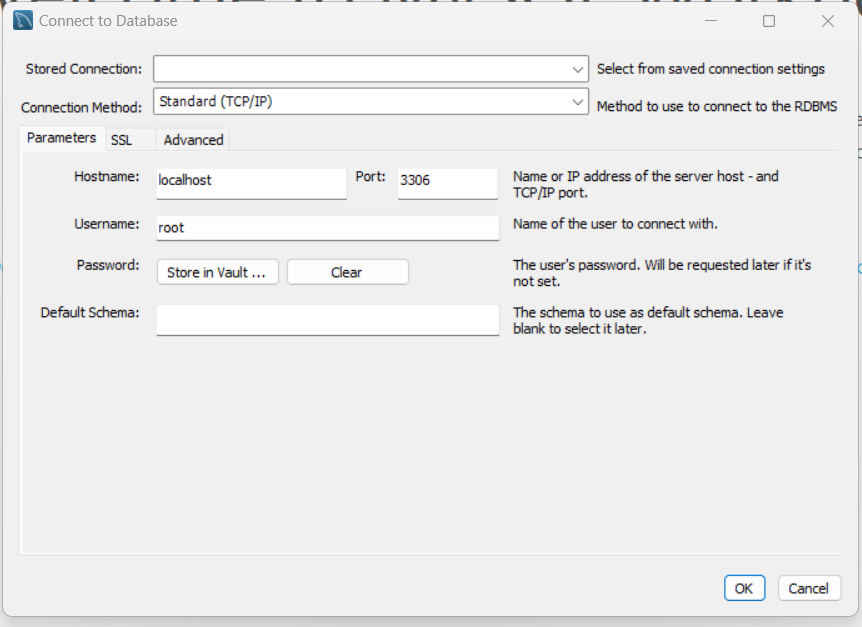 Connect to Database
Stored Connection:
Select from saved connection settings
Connection Method: Standard (TCP/IP)
Method to use to connect to the RDBMS
Parameters SSL Advanced
Hostname: localhost Port: 3306
Name or IP address of the server host - and
TCP/IP port.
Username: root
Name of the user to connect with.
Password: Store in Vault ... Clear
The user's password. Will be requested later if it's
not set.
Default Schema:
The schema to use as default schema. Leave
blank to select it later.
OK Cancel